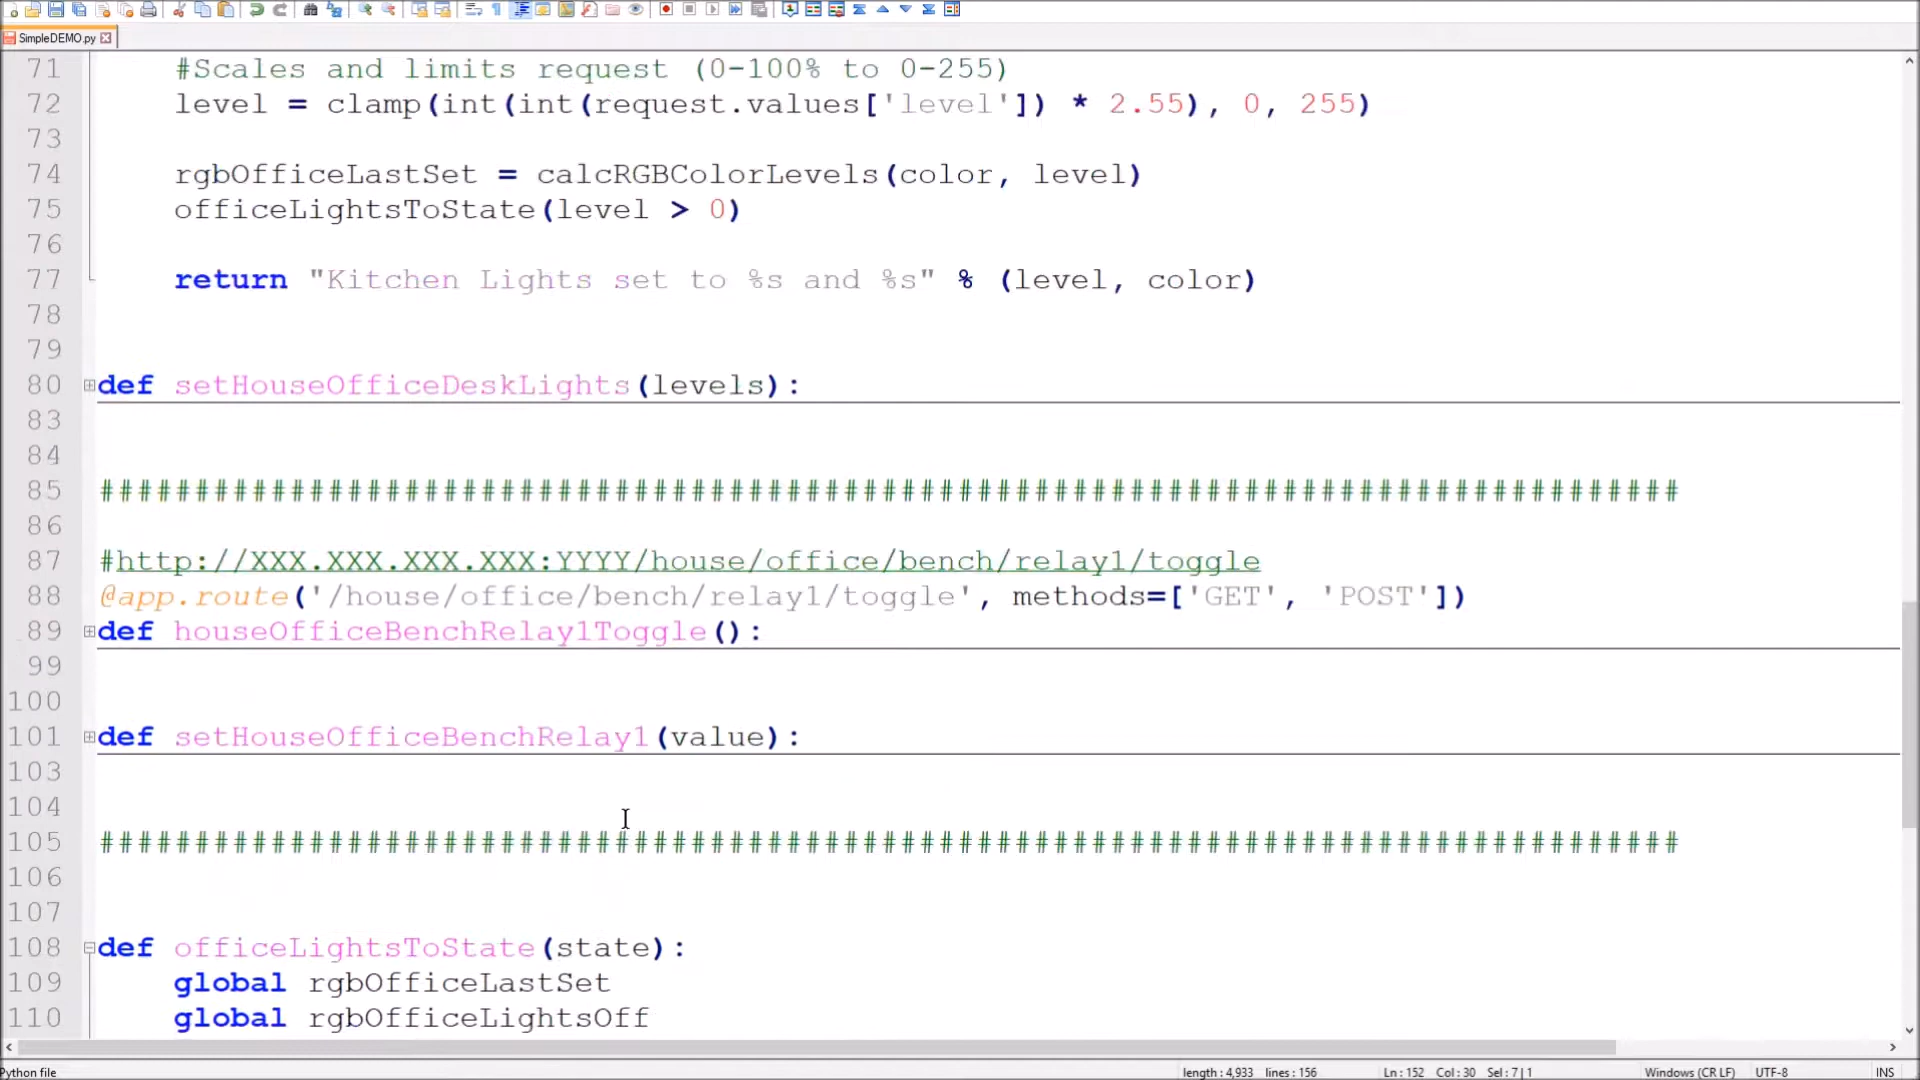 SimpleDEMO.py
71 #Scales and limits request (0-100% to 0-255)
72 level = clamp(int(int(request.values['level']) * 2.55), 0, 255)
73
74 rgbOfficeLastSet = calcRGBColorLevels(color, level)
75 officeLightsToState(level > 0)
76
77 return "Kitchen Lights set to %s and %s" % (level, color)
78
79
80 def setHouseOfficeDeskLights(levels):
83
84
85 ###################################################################################
86
87 #http://XXX.XXX.XXX.XXX:YYYY/house/office/bench/relay1/toggle
88 @app.route('/house/office/bench/relay1/toggle', methods=['GET', 'POST'])
89 def houseOfficeBenchRelay1Toggle():
99
100
101 def setHouseOfficeBenchRelay1(value):
103
104
105 ###################################################################################
106
107
108 def officeLightsToState(state):
109 global rgbOfficeLastSet
110 global rgbOfficeLightsOff
Python file length : 4,933 lines : 156 Ln : 152 Col : 30 Sel : 7 | 1 Windows (CR LF) UTF-8 INS